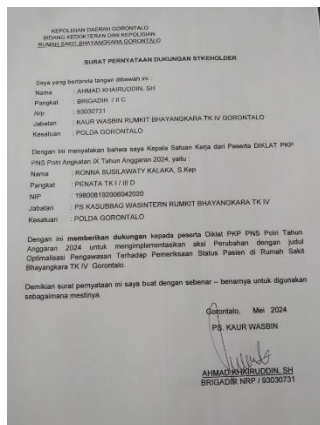 KEPOLISIAN DAERAH GORONTALO
BIDANG KEDOKTERAN DAN KEPOLISIAN
RUMAH SAKIT BHAYANGKARA GORONTALO
SURAT PERNYATAAN DUKUNGAN STKEHOLDER
Saya yang bertanda tangan dibawah ini :
Nama : AHMAD KHAIRUDDIN, SH
Pangkat : BRIGADIR / II C
Nrp : 93030731
Jabatan : KAUR WASBIN RUMKIT BHAYANGKARA TK IV GORONTALO
Kesatuan : POLDA GORONTALO
Dengan ini menyatakan bahwa saya Kepala Satuan Kerja dari Peserta DIKLAT PKP
PNS Polri Angkatan IX Tahun Anggaran 2024, yaitu :
Nama : RONNA SUSILAWATY KALAKA, S.Kep
Pangkat : PENATA TK I / III D
NIP : 198008192006042020
Jabatan : PS KASUBBAG WASINTERN RUMKIT BHAYANGKARA TK IV
Kesatuan : POLDA GORONTALO
Dengan ini memberikan dukungan kepada peserta Diklat PKP PNS Polri Tahun
Anggaran 2024 untuk mengimplementasikan aksi Perubahan dengan judul
Optimalisasi Pengawasan Terhadap Pemeriksaan Status Pasien di Rumah Sakit
Bhayangkara TK IV Gorontalo.
Demikian surat pernyataan ini saya buat dengan sebenar – benarnya untuk digunakan
sebagaimana mestinya.
Gorontalo, Mei 2024
PS. KAUR WASBIN
AHMAD KHAIRUDDIN, SH
BRIGADIR NRP / 93030731